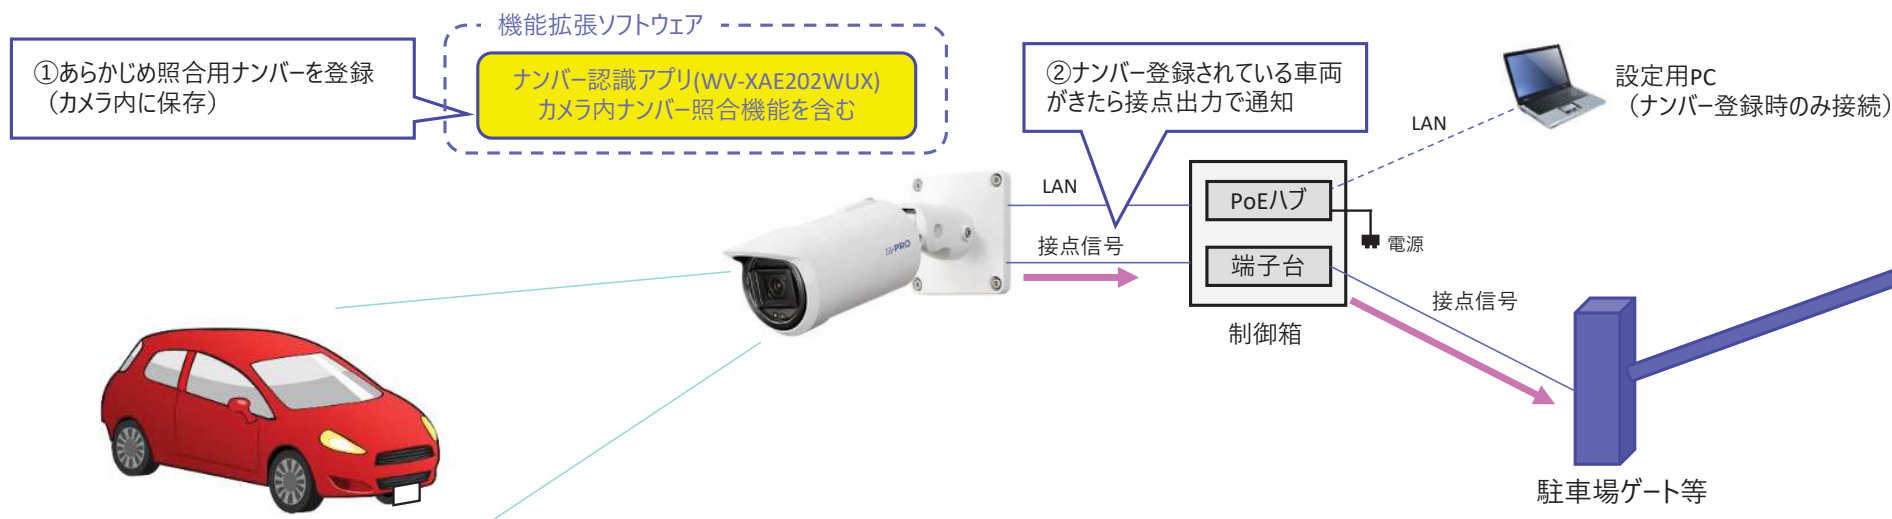 機能拡張ソフトウェア
①あらかじめ照合用ナンバーを登録
（カメラ内に保存）
ナンバー認識アプリ(WV-XAE202WUX)
カメラ内ナンバー照合機能を含む
②ナンバー登録されている車両
がきたら接点出力で通知
設定用PC
（ナンバー登録時のみ接続）
LAN
LAN
PoEハブ
電源
接点信号
端子台
i-PRO
接点信号
制御箱
駐車場ゲート等